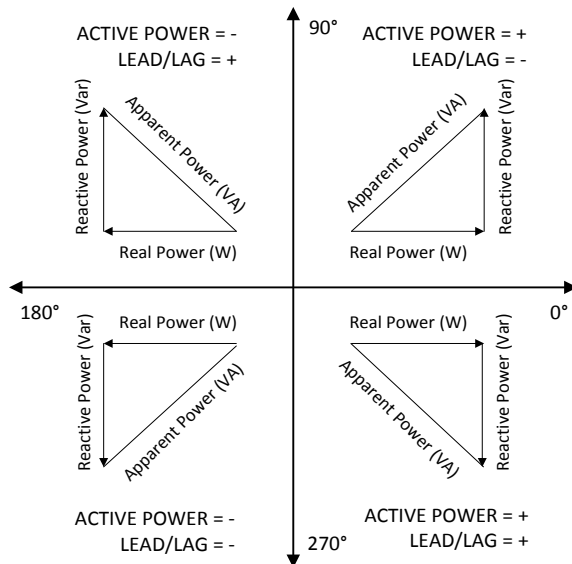 ACTIVE POWER = -
LEAD/LAG = +
90°
ACTIVE POWER = +
LEAD/LAG = -
Reactive Power (Var)
Apparent Power (VA)
Real Power (W)
Apparent Power (VA)
Reactive Power (Var)
Real Power (W)
180°
0°
Real Power (W)
Reactive Power (Var)
Apparent Power (VA)
Real Power (W)
Apparent Power (VA)
Reactive Power (Var)
ACTIVE POWER = -
LEAD/LAG = -
270°
ACTIVE POWER = +
LEAD/LAG = +